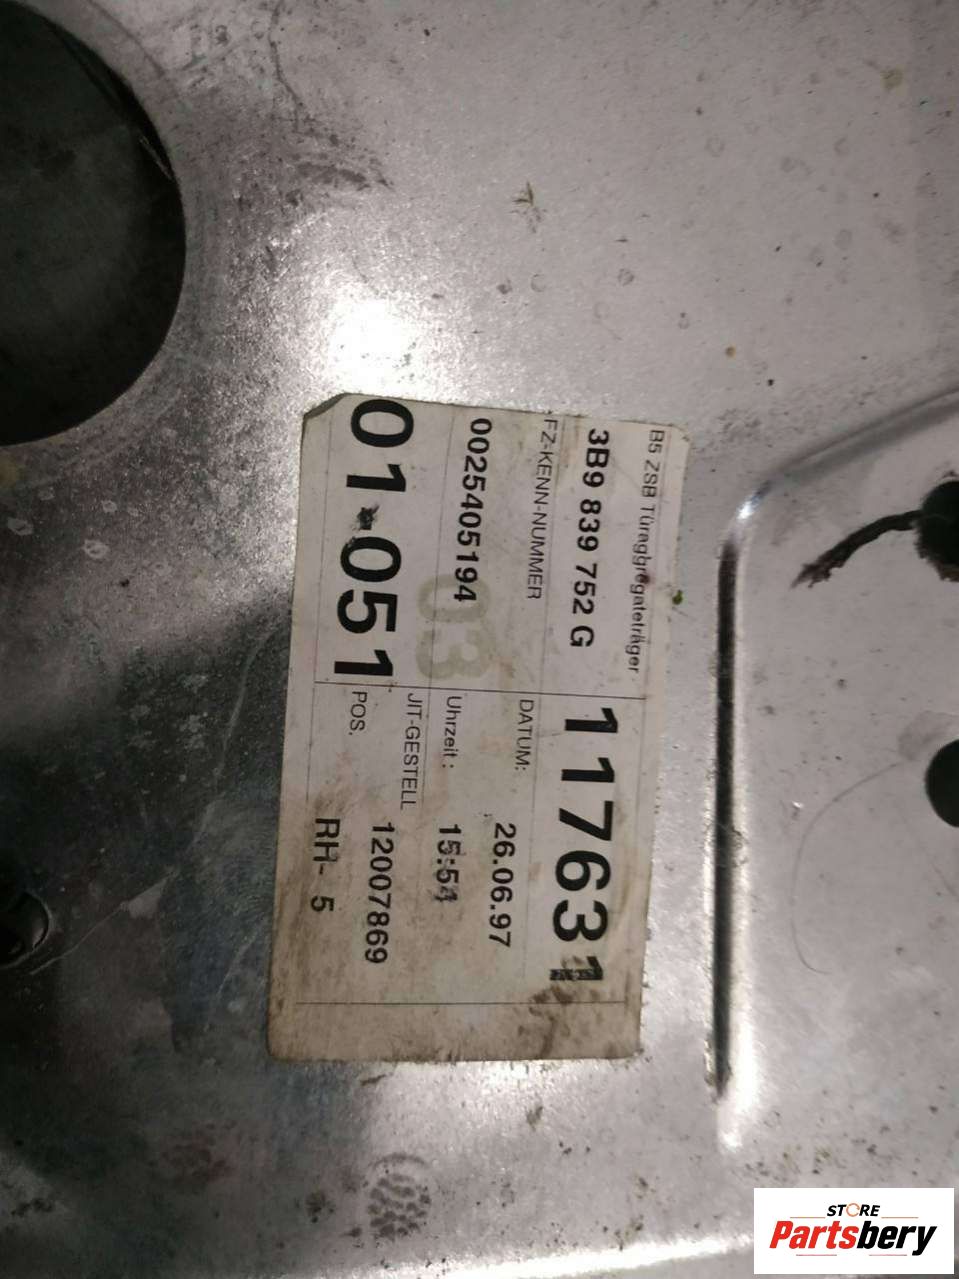 B5 ZSB Türaggregateträger
3B9 839 752 G
117631
FZ-KENN-NUMMER
DATUM:
26.06.97
0025405194
Uhrzeit:
15:54
03
JIT-GESTELL
12007869
01-051
POS.
RH- 5
STORE
Partsbery